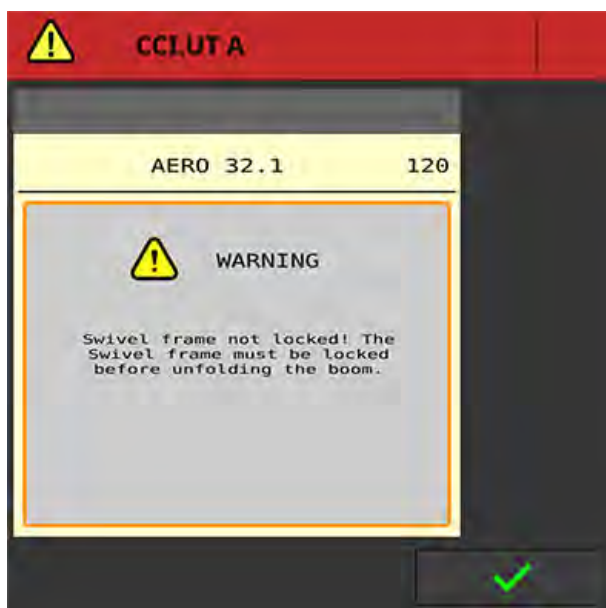 CCI.UT A
AERO 32.1 120
WARNING
Swivel frame not locked! The
Swivel frame must be locked
before unfolding the boom.